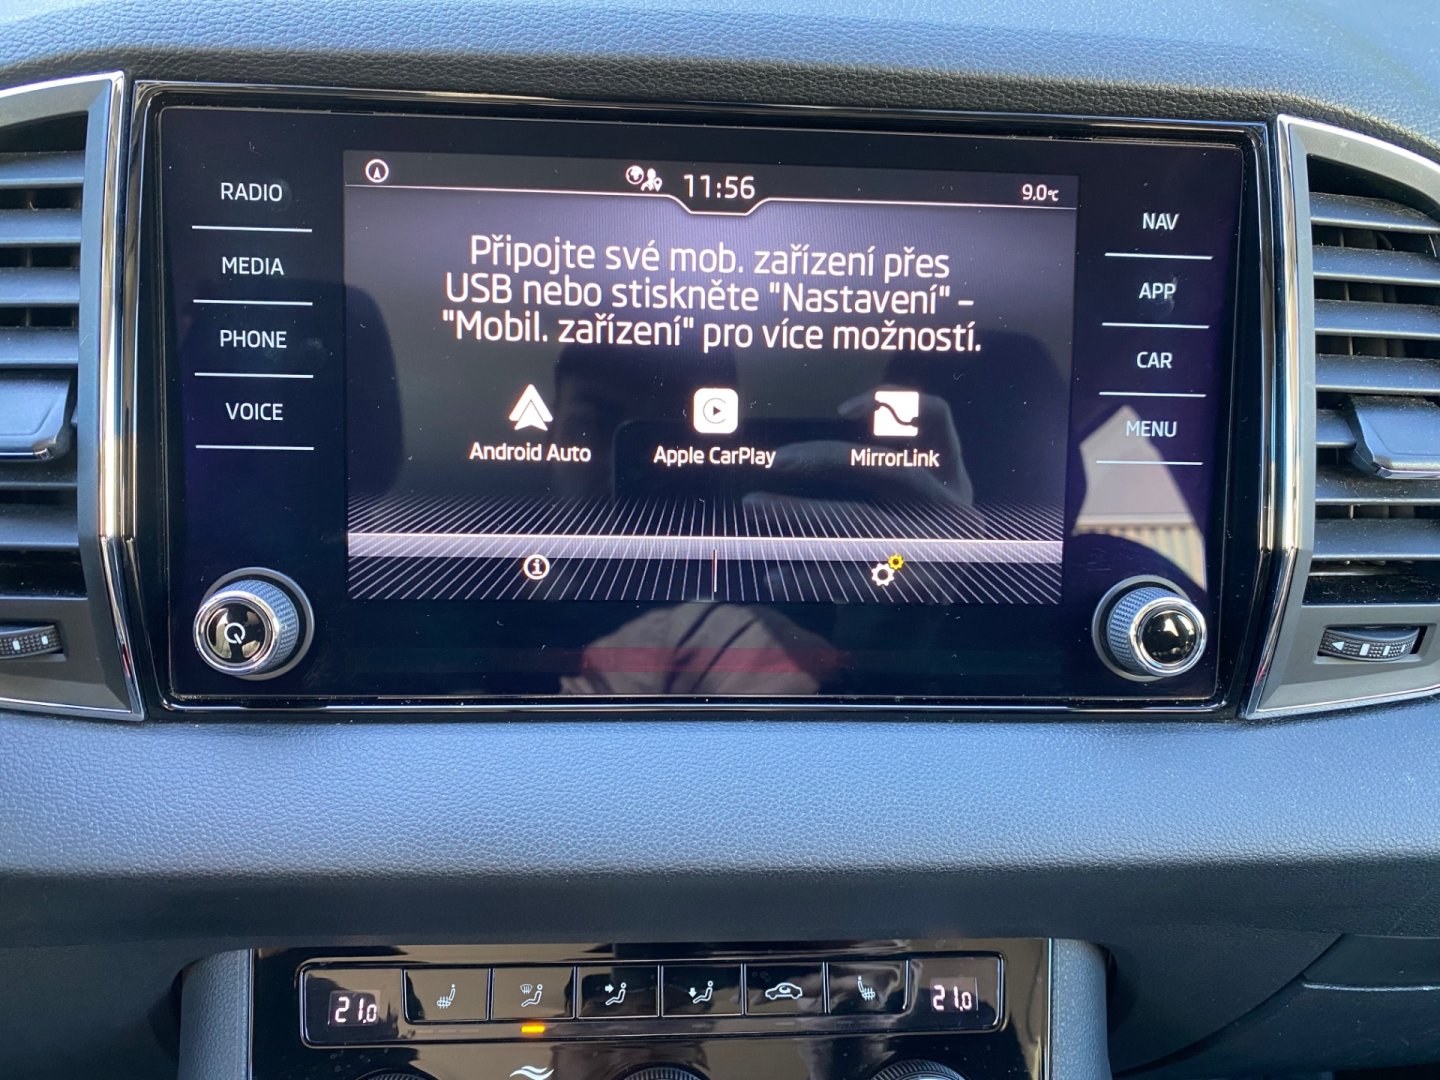 RADIO
MEDIA
PHONE
VOICE
11:56
9.0°C
Připojte své mob. zařízení přes
USB nebo stiskněte "Nastavení" –
"Mobil. zařízení" pro více možností.
Android Auto
Apple CarPlay
MirrorLink
NAV
APP
CAR
MENU
21.0
21.0